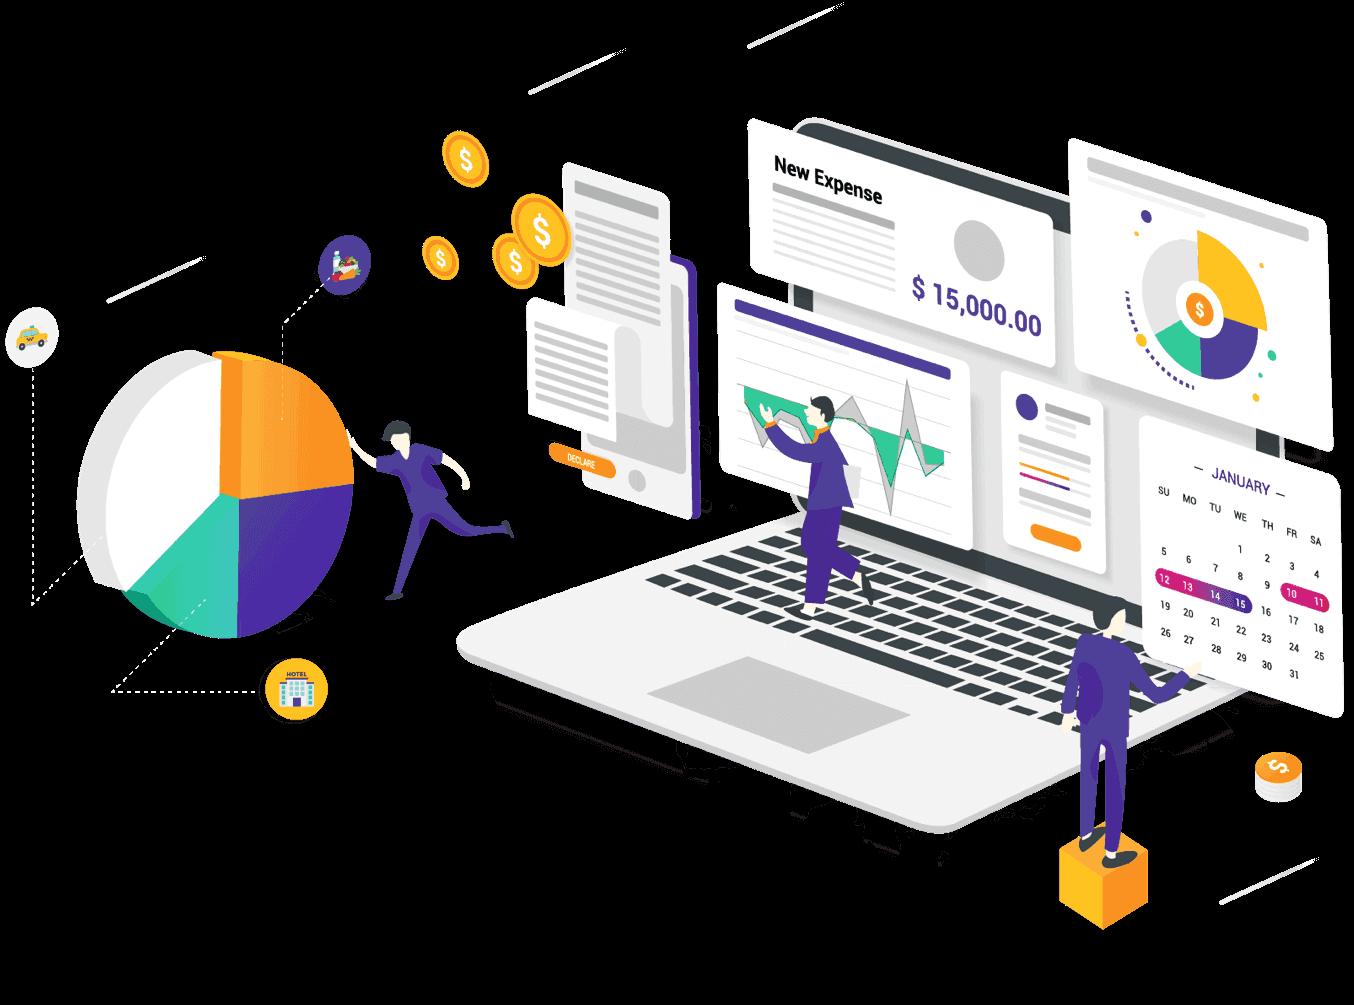 New Expense
$ 15,000.00
$
$
$
$
$
DECLARE
— JANUARY —
SU MO TU WE TH FR SA
1 2 3 4
5 6 7 8 9 10 11
12 13 14 15 16 17 18
19 20 21 22 23 24 25
26 27 28 29 30 31
HOTEL
$